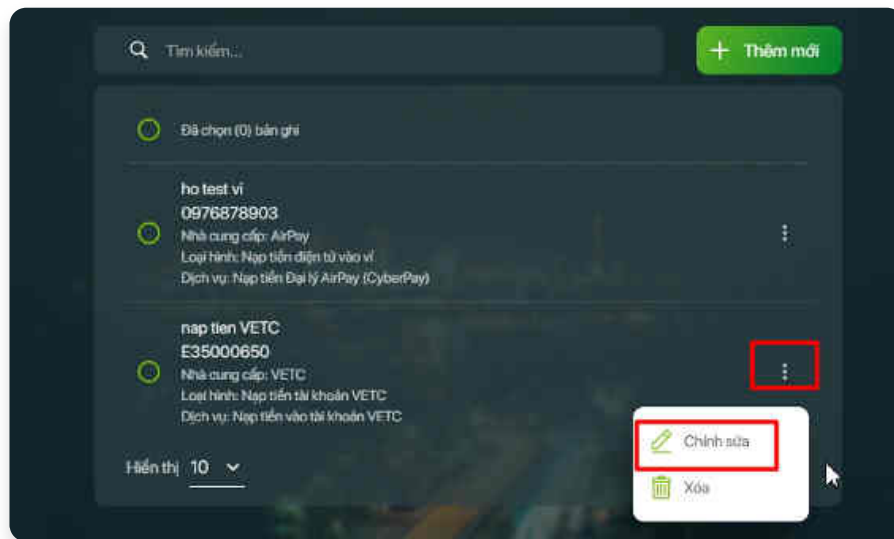 Tìm kiếm...
Thêm mới
Đã chọn (0) bản ghi
ho test ví
0976878903
Nhà cung cấp: AirPay
Loại hình: Nạp tiền điện tử vào ví
Dịch vụ: Nạp tiền Đại lý AirPay (CyberPay)
nap tien VETC
E35000650
Nhà cung cấp: VETC
Loại hình: Nạp tiền tài khoản VETC
Dịch vụ: Nạp tiền vào tài khoản VETC
Chỉnh sửa
Hiển thị 10
Xóa